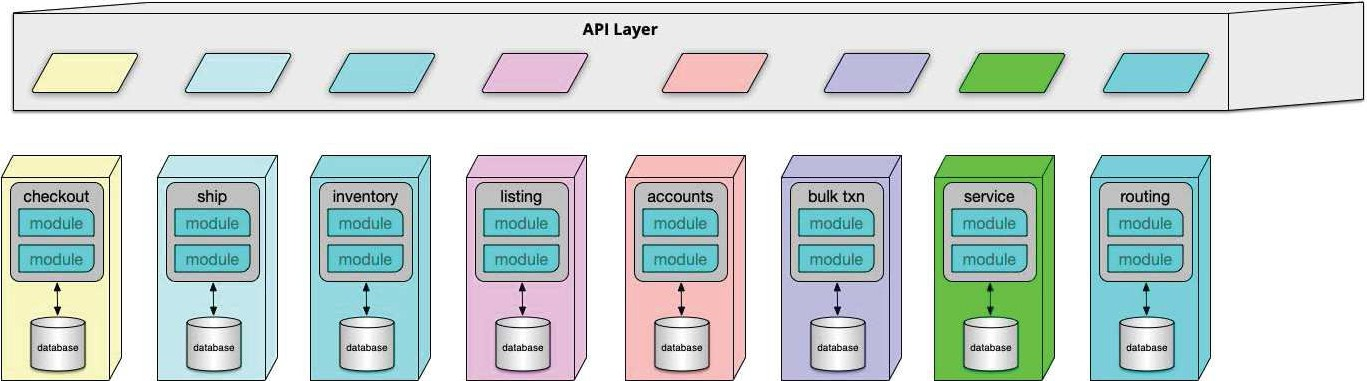 API Layer
checkout
module
module
database
ship
module
module
database
inventory
module
module
database
listing
module
module
database
accounts
module
module
database
bulk txn
module
module
database
service
module
module
database
routing
module
module
database